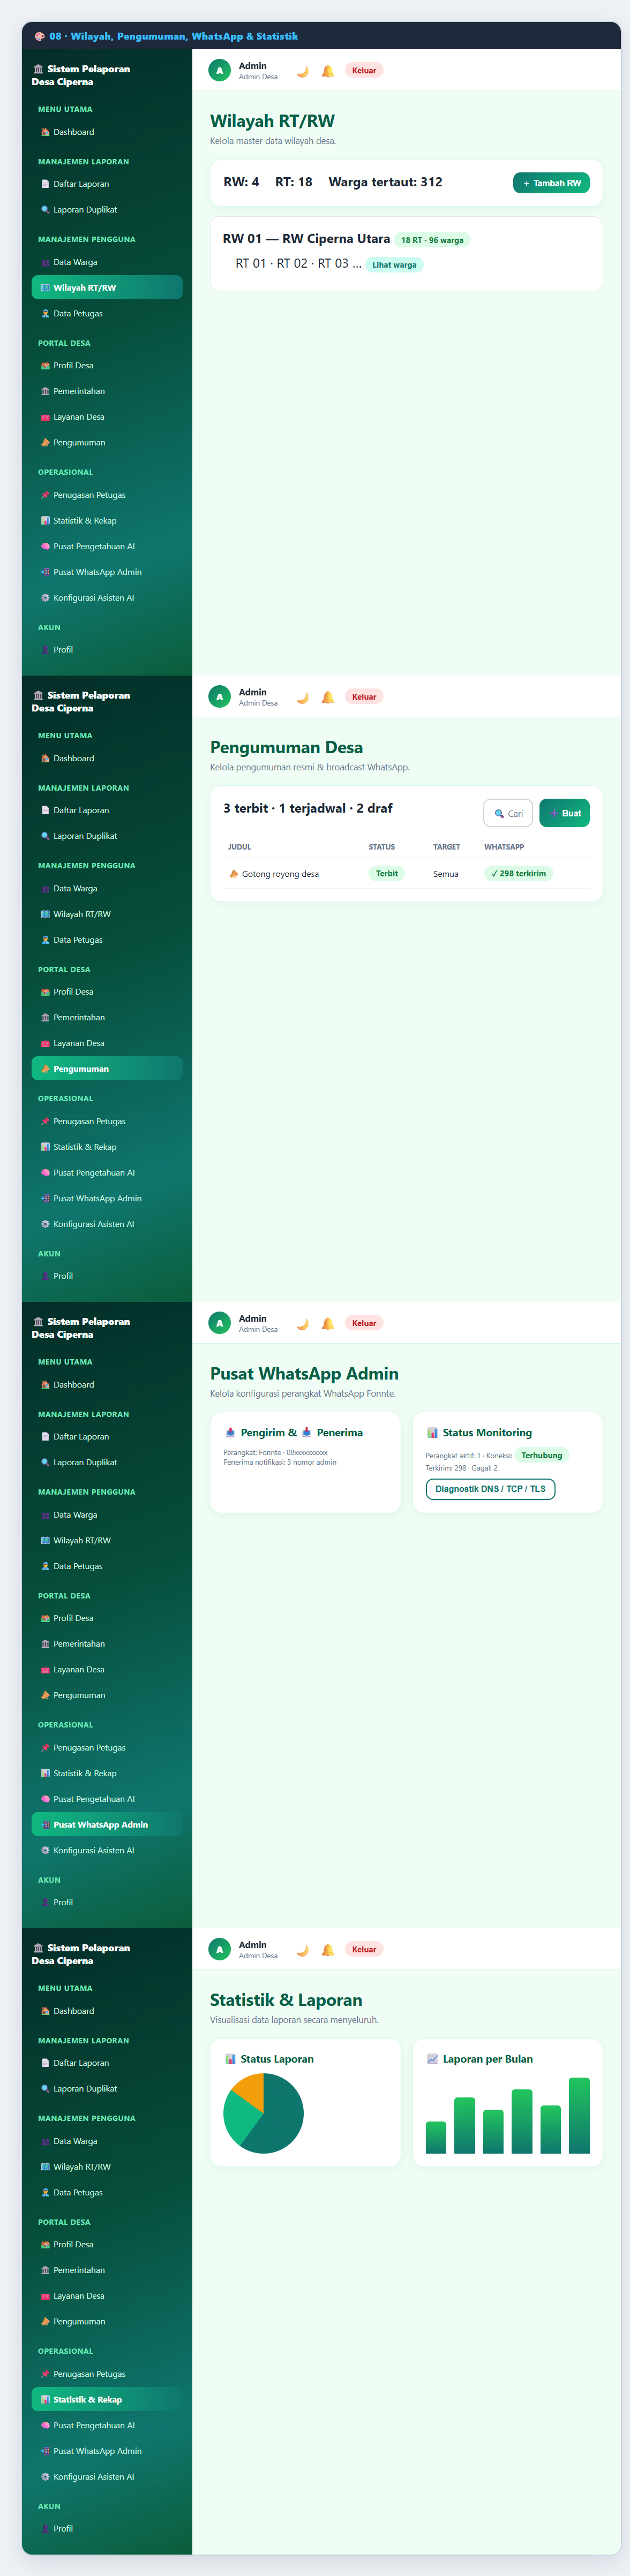 08 · Wilayah, Pengumuman, WhatsApp & Statistik
Sistem Pelaporan
Desa Ciperna
MENU UTAMA
Dashboard
MANAJEMEN LAPORAN
Daftar Laporan
Laporan Duplikat
MANAJEMEN PENGGUNA
Data Warga
Wilayah RT/RW
Data Petugas
PORTAL DESA
Profil Desa
Pemerintahan
Layanan Desa
Pengumuman
OPERASIONAL
Penugasan Petugas
Statistik & Rekap
Pusat Pengetahuan AI
Pusat WhatsApp Admin
Konfigurasi Asisten AI
AKUN
Profil
A
Admin
Admin Desa
Keluar
Wilayah RT/RW
Kelola master data wilayah desa.
RW: 4 RT: 18 Warga tertaut: 312
+ Tambah RW
RW 01 — RW Ciperna Utara 18 RT · 96 warga
RT 01 · RT 02 · RT 03 ... Lihat warga
Sistem Pelaporan
Desa Ciperna
MENU UTAMA
Dashboard
MANAJEMEN LAPORAN
Daftar Laporan
Laporan Duplikat
MANAJEMEN PENGGUNA
Data Warga
Wilayah RT/RW
Data Petugas
PORTAL DESA
Profil Desa
Pemerintahan
Layanan Desa
Pengumuman
OPERASIONAL
Penugasan Petugas
Statistik & Rekap
Pusat Pengetahuan AI
Pusat WhatsApp Admin
Konfigurasi Asisten AI
AKUN
Profil
A
Admin
Admin Desa
Keluar
Pengumuman Desa
Kelola pengumuman resmi & broadcast WhatsApp.
3 terbit · 1 terjadwal · 2 draf
Cari
Buat
JUDUL STATUS TARGET WHATSAPP
Gotong royong desa Terbit Semua ✓ 298 terkirim
Sistem Pelaporan
Desa Ciperna
MENU UTAMA
Dashboard
MANAJEMEN LAPORAN
Daftar Laporan
Laporan Duplikat
MANAJEMEN PENGGUNA
Data Warga
Wilayah RT/RW
Data Petugas
PORTAL DESA
Profil Desa
Pemerintahan
Layanan Desa
Pengumuman
OPERASIONAL
Penugasan Petugas
Statistik & Rekap
Pusat Pengetahuan AI
Pusat WhatsApp Admin
Konfigurasi Asisten AI
AKUN
Profil
A
Admin
Admin Desa
Keluar
Pusat WhatsApp Admin
Kelola konfigurasi perangkat WhatsApp Fonnte.
Pengirim & Penerima
Perangkat: Fonnte · 08xxxxxxxxxx
Penerima notifikasi: 3 nomor admin
Status Monitoring
Perangkat aktif: 1 · Koneksi: Terhubung
Terkirim: 298 · Gagal: 2
Diagnostik DNS / TCP / TLS
Sistem Pelaporan
Desa Ciperna
MENU UTAMA
Dashboard
MANAJEMEN LAPORAN
Daftar Laporan
Laporan Duplikat
MANAJEMEN PENGGUNA
Data Warga
Wilayah RT/RW
Data Petugas
PORTAL DESA
Profil Desa
Pemerintahan
Layanan Desa
Pengumuman
OPERASIONAL
Penugasan Petugas
Statistik & Rekap
Pusat Pengetahuan AI
Pusat WhatsApp Admin
Konfigurasi Asisten AI
AKUN
Profil
A
Admin
Admin Desa
Keluar
Statistik & Laporan
Visualisasi data laporan secara menyeluruh.
Status Laporan
Laporan per Bulan